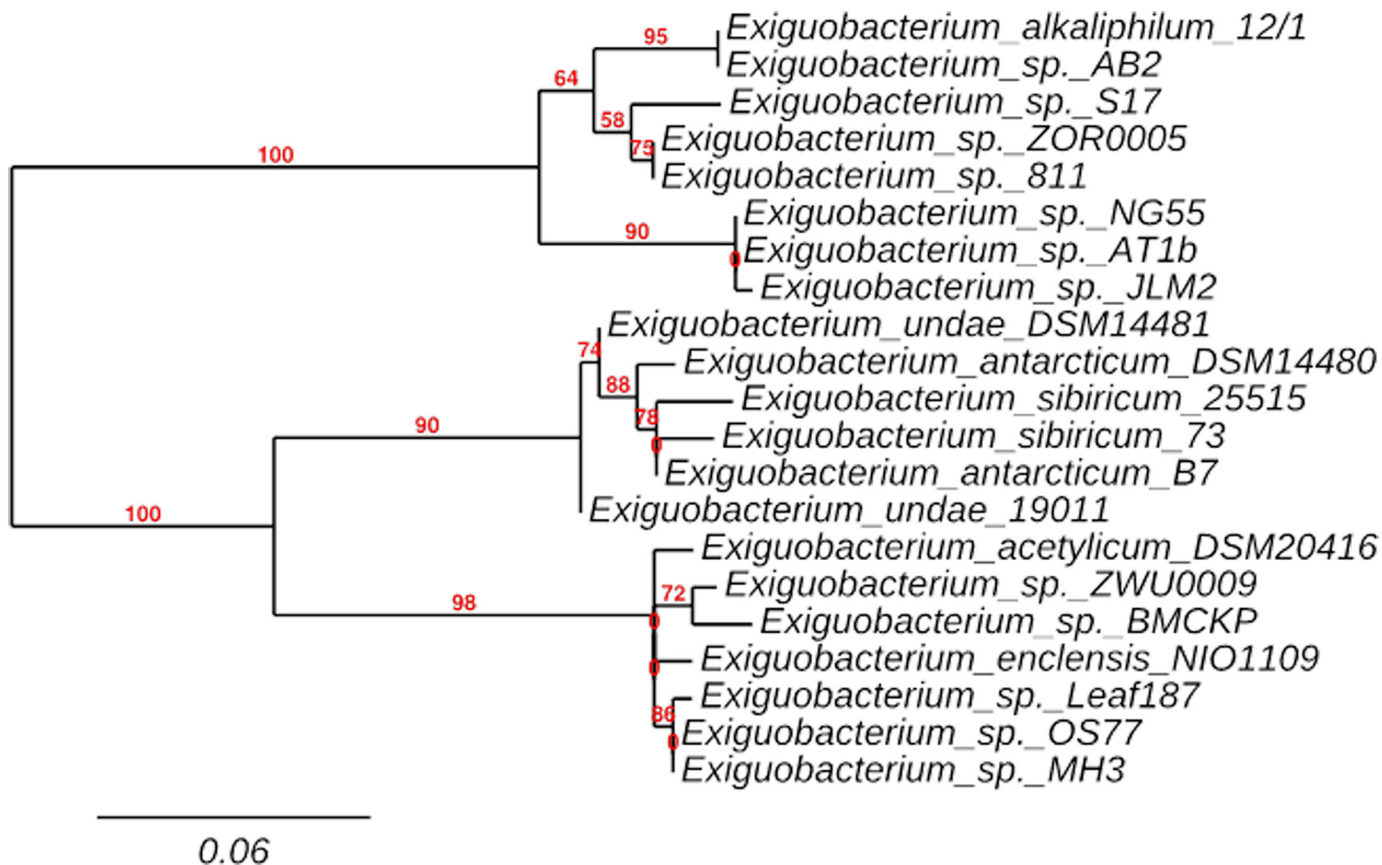 Exiguobacterium_alkaliphilum_12/1
95
Exiguobacterium_sp._AB2
64
Exiguobacterium_sp._S17
58
Exiguobacterium_sp._ZOR0005
75
100
Exiguobacterium_sp._811
Exiguobacterium_sp._NG55
90
Exiguobacterium_sp._AT1b
0
Exiguobacterium_sp._JLM2
Exiguobacterium_undae_DSM14481
74
Exiguobacterium_antarcticum_DSM14480
88
Exiguobacterium_sibiricum_25515
78
90
Exiguobacterium_sibiricum_73
0
Exiguobacterium_antarcticum_B7
100
Exiguobacterium_undae_19011
Exiguobacterium_acetylicum_DSM20416
Exiguobacterium_sp._ZWU0009
72
98
0
Exiguobacterium_sp._BMCKP
0
Exiguobacterium_enclensis_NIO1109
Exiguobacterium_sp._Leaf187
86
Exiguobacterium_sp._OS77
0
Exiguobacterium_sp._MH3
0.06